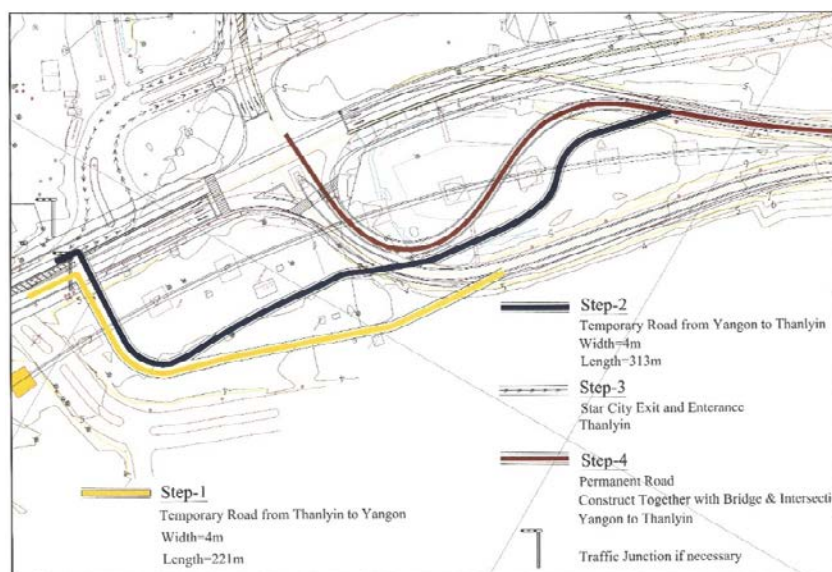 Step-2
Temporary Road from Yangon to Thanlyin
Width=4m
Length=313m
Step-3
Star City Exit and Enterance
Thanlyin
Step-4
Permanent Road
Construct Together with Bridge & Intersecti
Yangon to Thanlyin
Step-1
Temporary Road from Thanlyin to Yangon
Width=4m
Length=221m
Traffic Junction if necessary